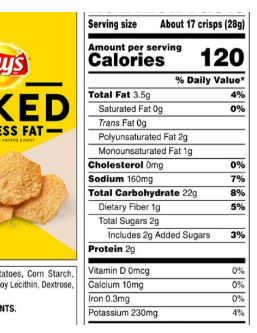 ay's
Serving size About 17 crisps (28g)
Amount per serving
Calories 120
% Daily Value*
KED
ESS FAT
Total Fat 3.5g 4%
Saturated Fat 0g 0%
Trans Fat 0g
Polyunsaturated Fat 2g
Monounsaturated Fat 1g
Cholesterol 0mg 0%
Sodium 160mg 7%
Total Carbohydrate 22g 8%
Dietary Fiber 1g 5%
Total Sugars 2g
Includes 2g Added Sugars 3%
Protein 2g
Vitamin D 0mcg 0%
Calcium 10mg 0%
Iron 0.3mg 0%
Potassium 230mg 4%
tatoes, Corn Starch,
oy Lecithin, Dextrose,
NTS.